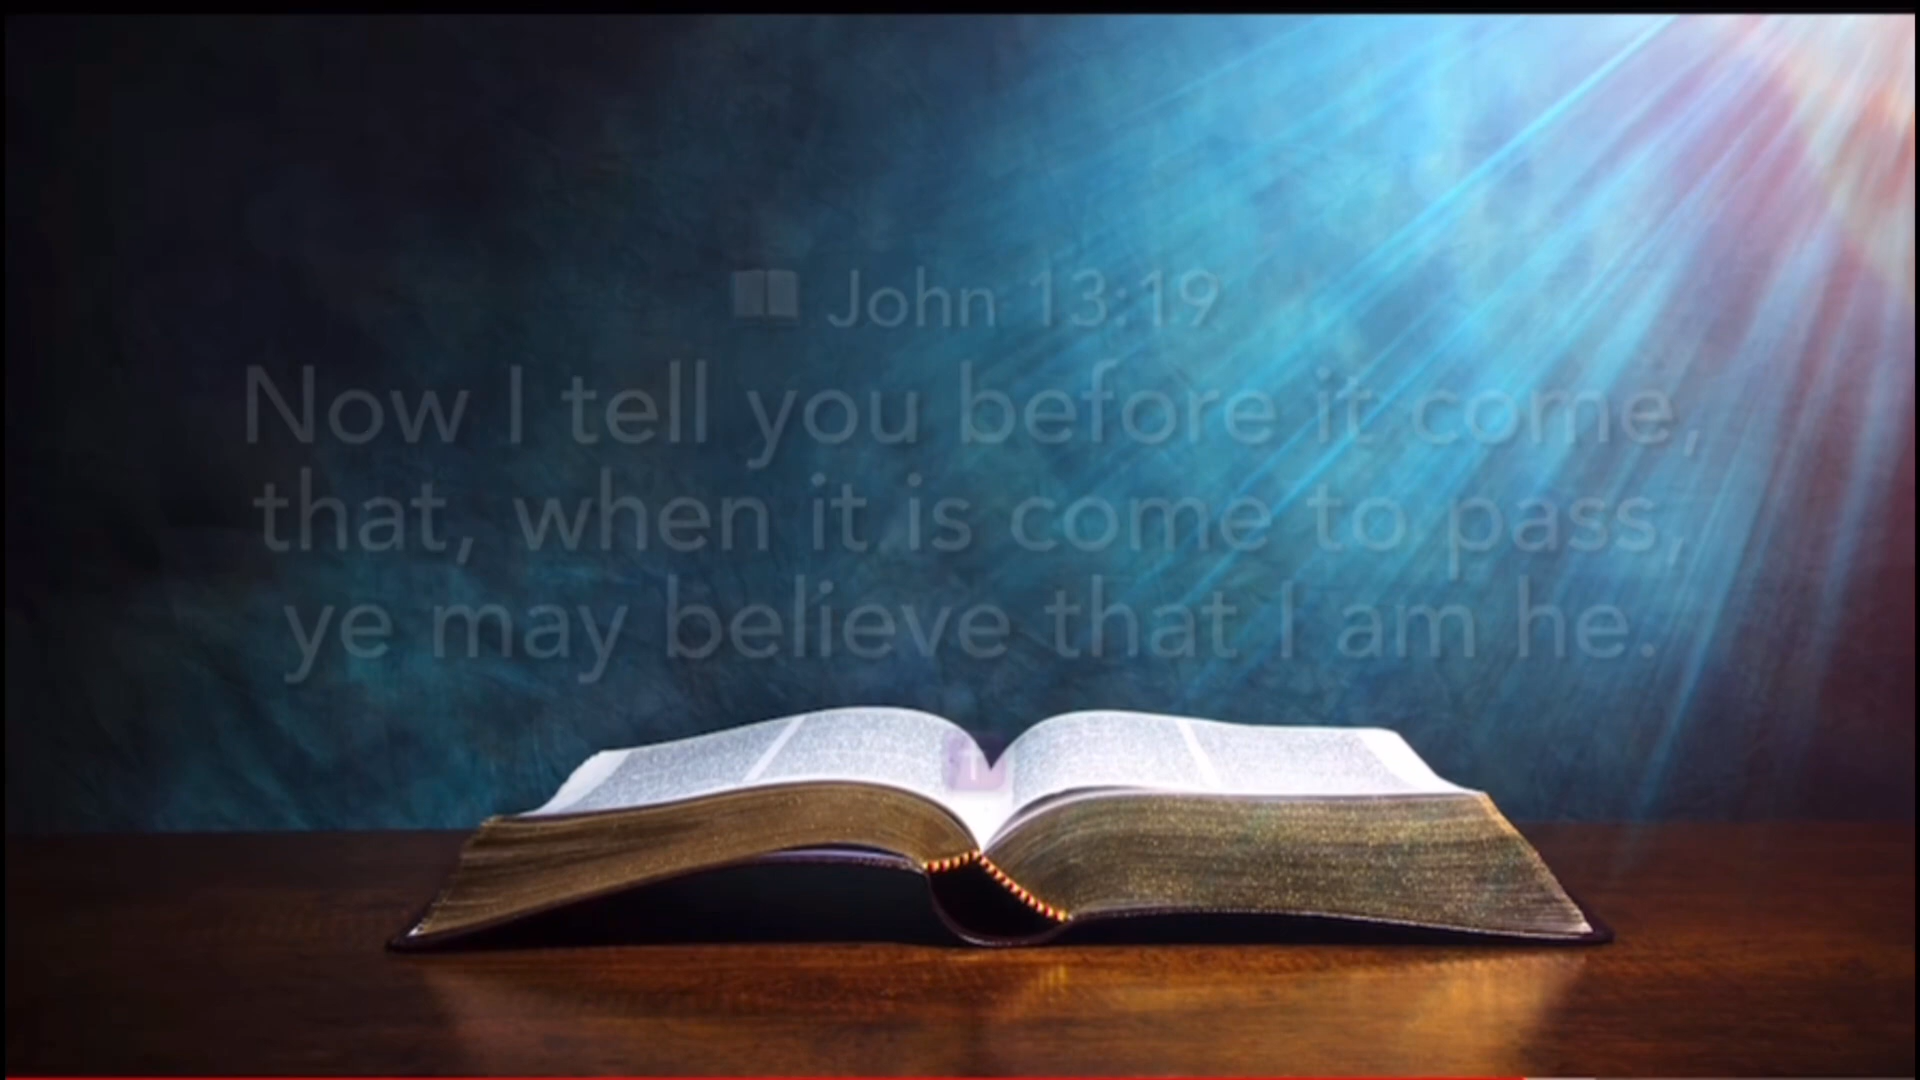 John 13:19
Now I tell you before it come,
that, when it is come to pass,
ye may believe that I am he.